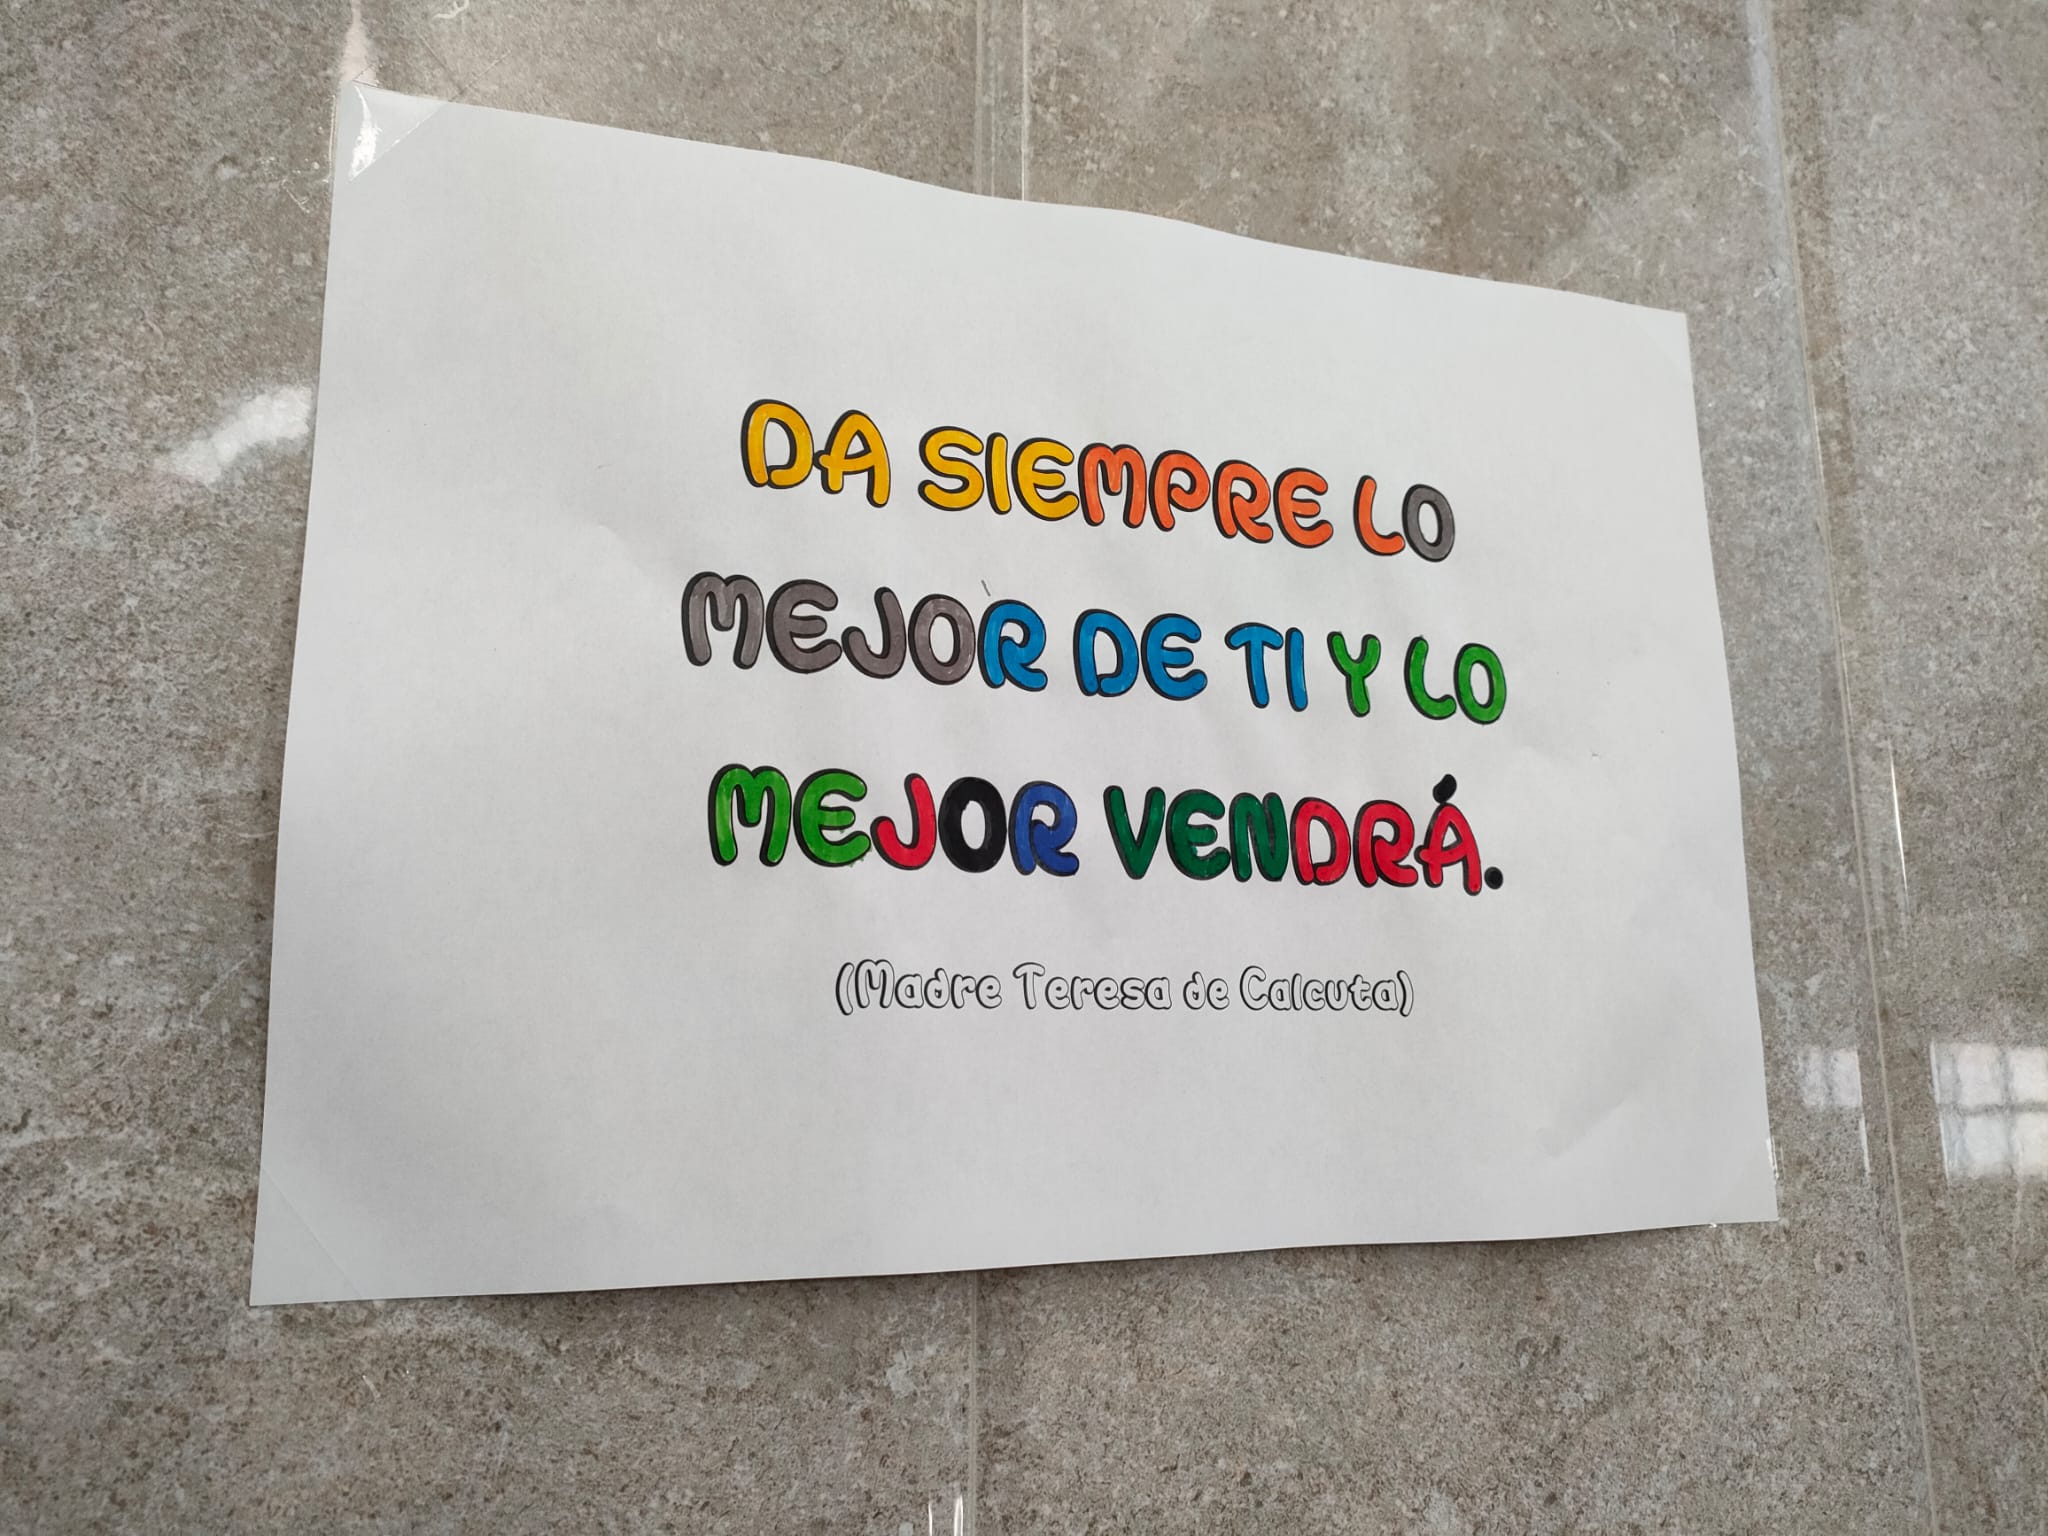 DA SIEMPRE LO
MEJOR DE TI Y LO
MEJOR VENDRÁ.
(Madre Teresa de Calcuta)